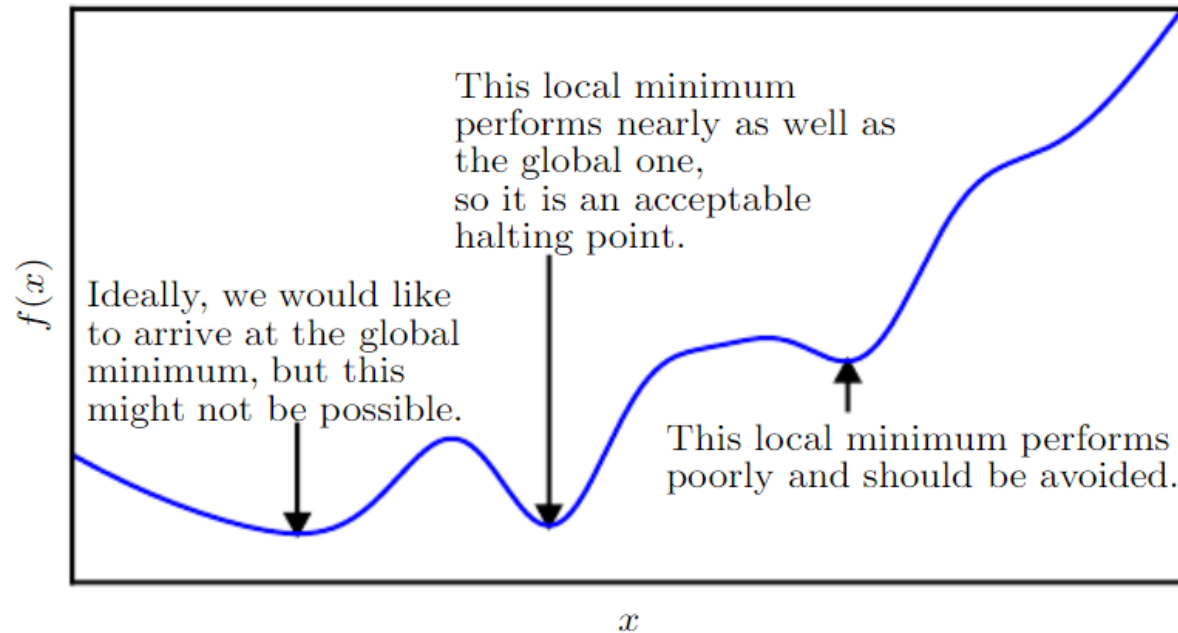 This local minimum
performs nearly as well as
the global one,
so it is an acceptable
halting point.
Ideally, we would like
to arrive at the global
minimum, but this
might not be possible.
This local minimum performs
poorly and should be avoided.
f(x)
x